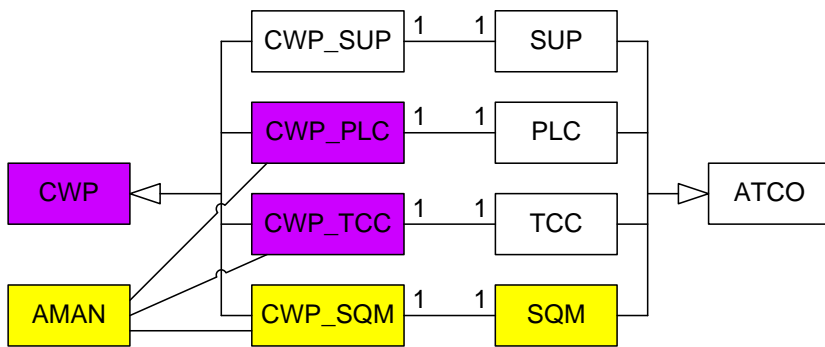 CWP_SUP 1 1 SUP
CWP_PLC 1 1 PLC
CWP ATCO
CWP_TCC 1 1 TCC
AMAN CWP_SQM 1 1 SQM